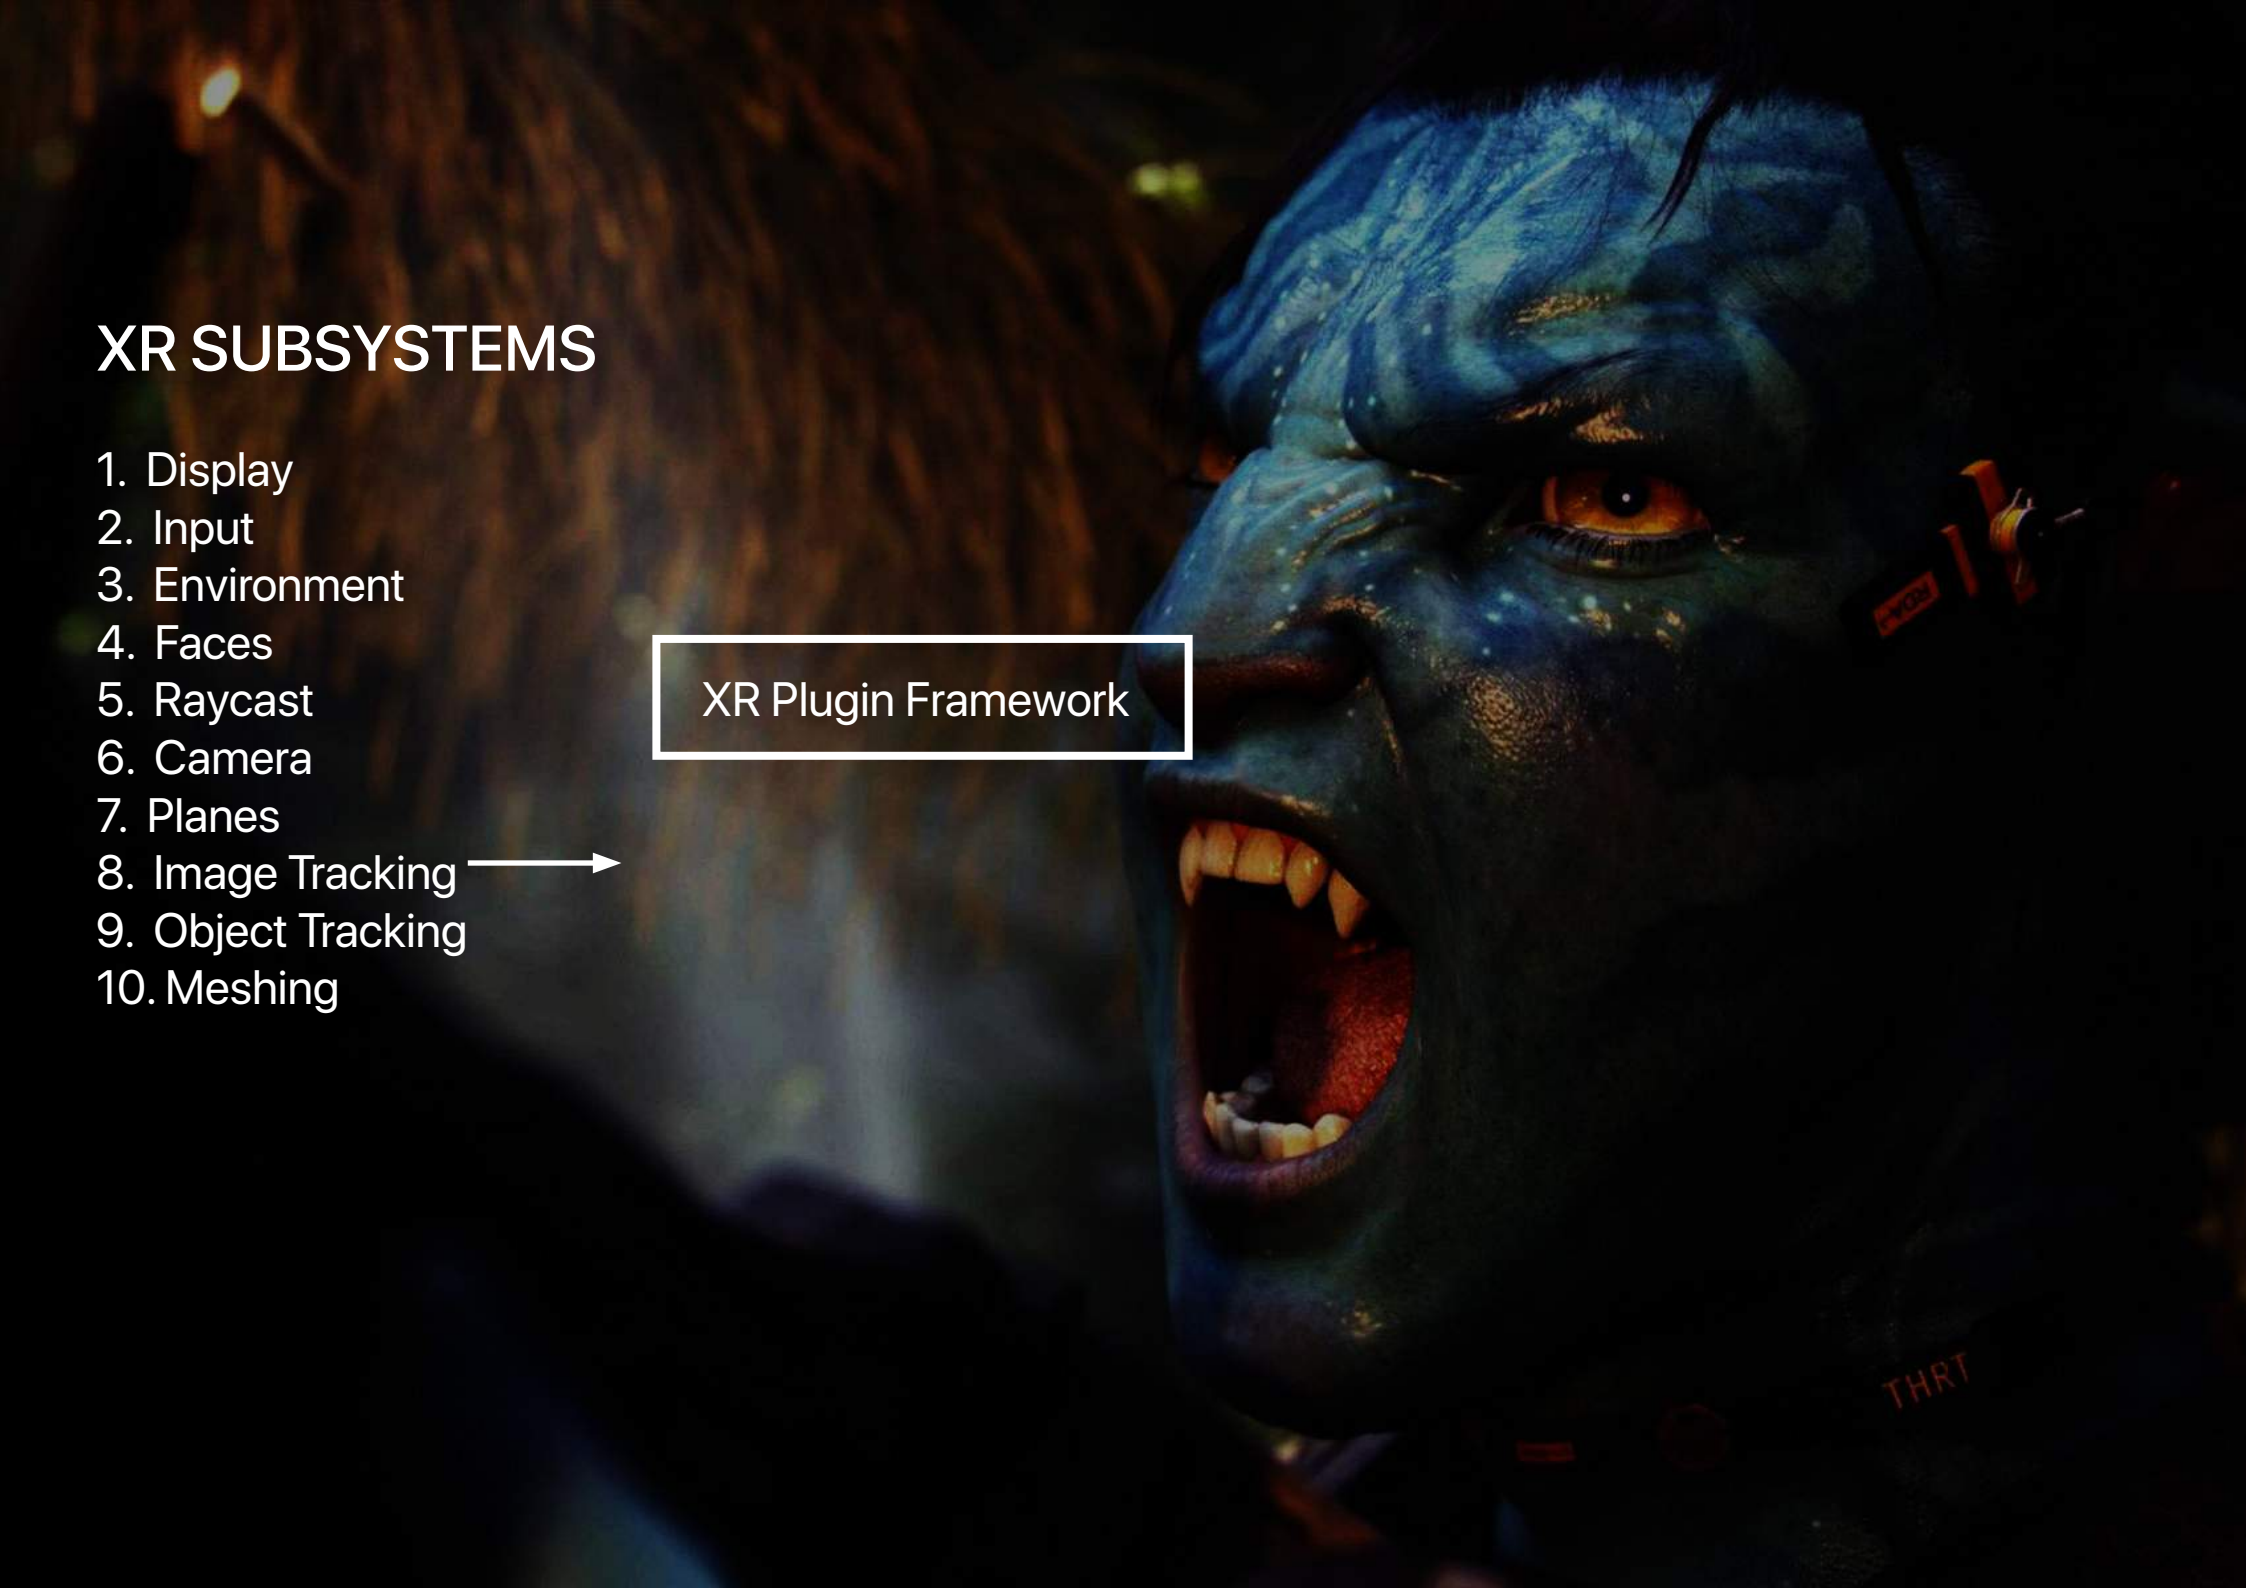 XR SUBSYSTEMS
1. Display
2. Input
3. Environment
4. Faces
5. Raycast
6. Camera
7. Planes
8. Image Tracking
9. Object Tracking
10. Meshing
XR Plugin Framework
RDA
THRT